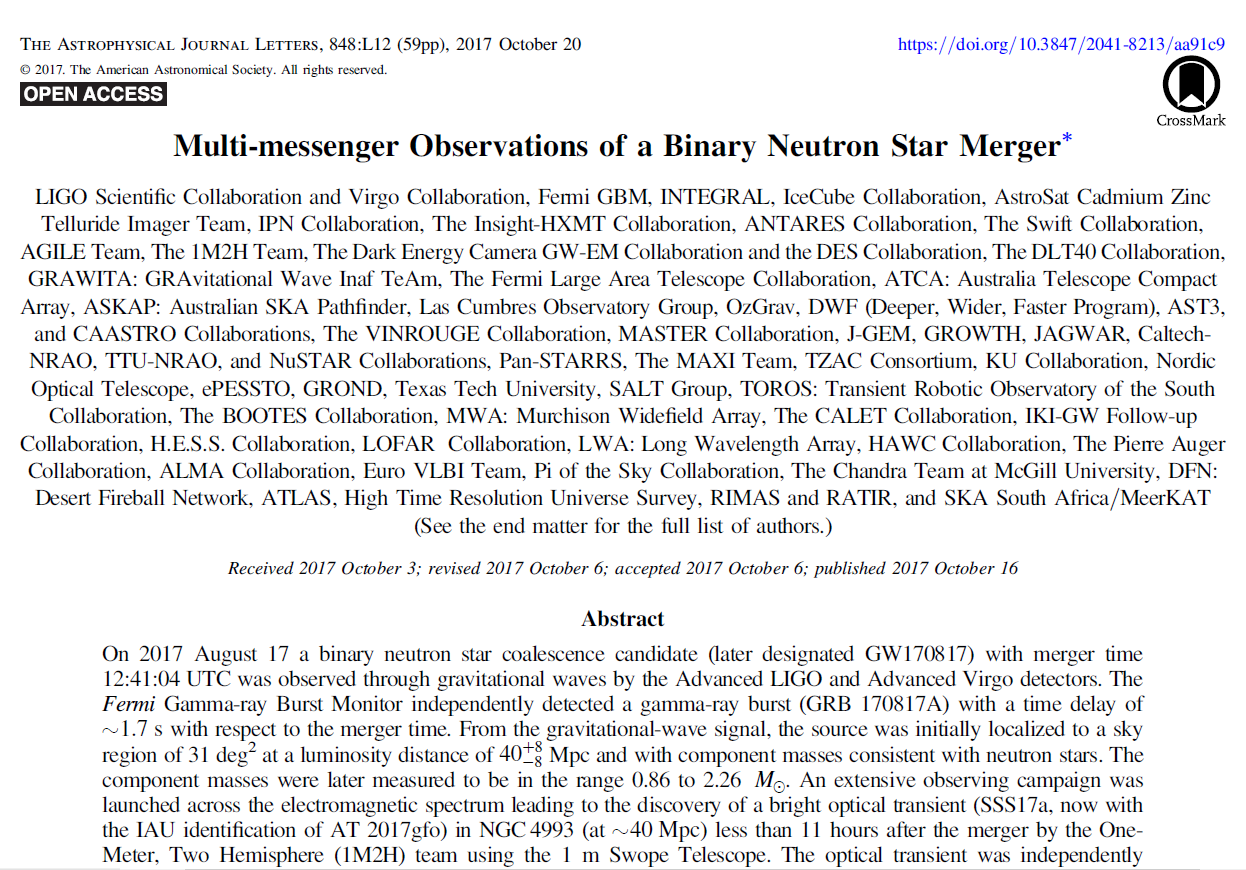 THE ASTROPHYSICAL JOURNAL LETTERS, 848:L12 (59pp), 2017 October 20
https://doi.org/10.3847/2041-8213/aa91c9
© 2017. The American Astronomical Society. All rights reserved.
OPEN ACCESS
CrossMark
Multi-messenger Observations of a Binary Neutron Star Merger*
LIGO Scientific Collaboration and Virgo Collaboration, Fermi GBM, INTEGRAL, IceCube Collaboration, AstroSat Cadmium Zinc
Telluride Imager Team, IPN Collaboration, The Insight-HXMT Collaboration, ANTARES Collaboration, The Swift Collaboration,
AGILE Team, The 1M2H Team, The Dark Energy Camera GW-EM Collaboration and the DES Collaboration, The DLT40 Collaboration,
GRAWITA: GRAvitational Wave Inaf TeAm, The Fermi Large Area Telescope Collaboration, ATCA: Australia Telescope Compact
Array, ASKAP: Australian SKA Pathfinder, Las Cumbres Observatory Group, OzGrav, DWF (Deeper, Wider, Faster Program), AST3,
and CAASTRO Collaborations, The VINROUGE Collaboration, MASTER Collaboration, J-GEM, GROWTH, JAGWAR, Caltech-
NRAO, TTU-NRAO, and NuSTAR Collaborations, Pan-STARRS, The MAXI Team, TZAC Consortium, KU Collaboration, Nordic
Optical Telescope, ePESSTO, GROND, Texas Tech University, SALT Group, TOROS: Transient Robotic Observatory of the South
Collaboration, The BOOTES Collaboration, MWA: Murchison Widefield Array, The CALET Collaboration, IKI-GW Follow-up
Collaboration, H.E.S.S. Collaboration, LOFAR Collaboration, LWA: Long Wavelength Array, HAWC Collaboration, The Pierre Auger
Collaboration, ALMA Collaboration, Euro VLBI Team, Pi of the Sky Collaboration, The Chandra Team at McGill University, DFN:
Desert Fireball Network, ATLAS, High Time Resolution Universe Survey, RIMAS and RATIR, and SKA South Africa/MeerKAT
(See the end matter for the full list of authors.)
Received 2017 October 3; revised 2017 October 6; accepted 2017 October 6; published 2017 October 16
Abstract
On 2017 August 17 a binary neutron star coalescence candidate (later designated GW170817) with merger time
12:41:04 UTC was observed through gravitational waves by the Advanced LIGO and Advanced Virgo detectors. The
Fermi Gamma-ray Burst Monitor independently detected a gamma-ray burst (GRB 170817A) with a time delay of
~1.7 s with respect to the merger time. From the gravitational-wave signal, the source was initially localized to a sky
region of 31 deg² at a luminosity distance of 40⁺⁸₋₈ Mpc and with component masses consistent with neutron stars. The
component masses were later measured to be in the range 0.86 to 2.26 M⊙. An extensive observing campaign was
launched across the electromagnetic spectrum leading to the discovery of a bright optical transient (SSS17a, now with
the IAU identification of AT 2017gfo) in NGC 4993 (at ~40 Mpc) less than 11 hours after the merger by the One-
Meter, Two Hemisphere (1M2H) team using the 1 m Swope Telescope. The optical transient was independently